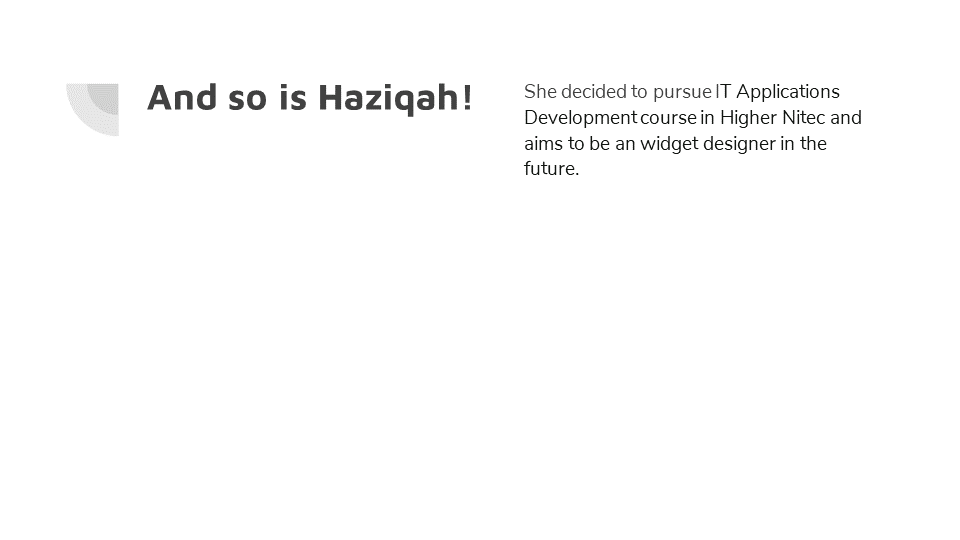 And so is Haziqah!
She decided to pursue IT Applications
Development course in Higher Nitec and
aims to be an widget designer in the
future.